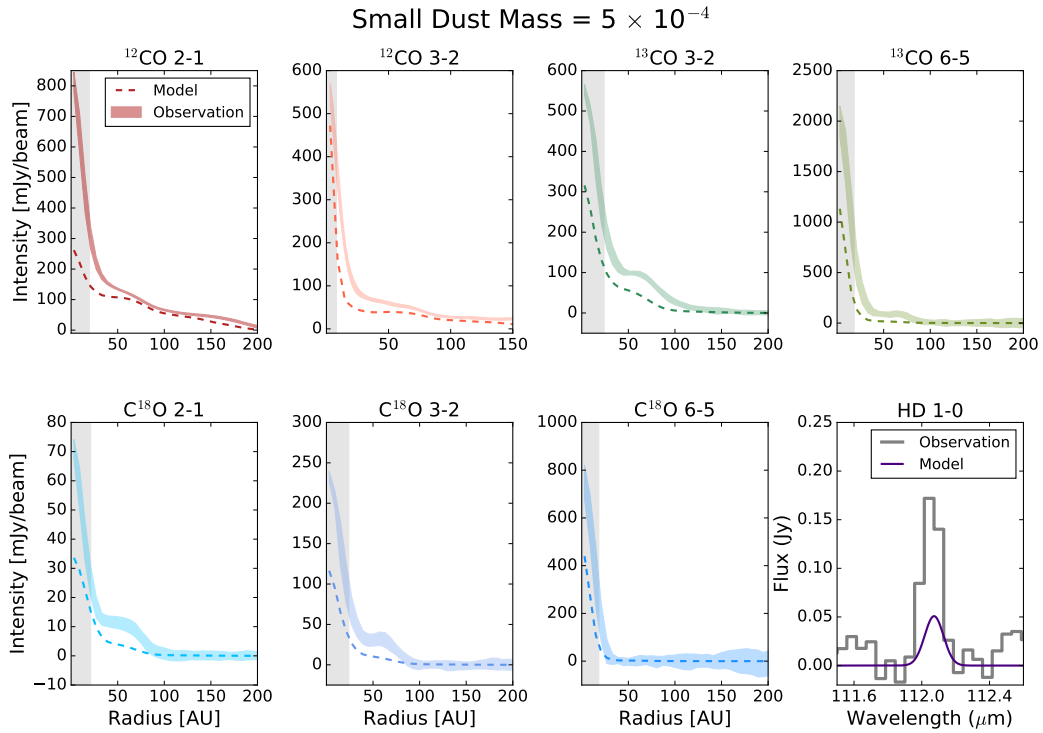 Small Dust Mass = 5 × 10⁻⁴
¹²CO 2-1
¹²CO 3-2
¹³CO 3-2
¹³CO 6-5
Intensity [mJy/beam]
800
700
600
500
400
300
200
100
0
50 100 150 200
Model
Observation
600
500
400
300
200
100
0
50 100 150
600
500
400
300
200
100
0
50 100 150 200
2500
2000
1500
1000
500
0
50 100 150 200
C¹⁸O 2-1
C¹⁸O 3-2
C¹⁸O 6-5
HD 1-0
Intensity [mJy/beam]
80
70
60
50
40
30
20
10
0
−10
50 100 150 200
Radius [AU]
300
250
200
150
100
50
0
50 100 150 200
Radius [AU]
1000
800
600
400
200
0
50 100 150 200
Radius [AU]
Flux (Jy)
0.25
0.20
0.15
0.10
0.05
0.00
111.6 112.0 112.4
Wavelength (μm)
Observation
Model